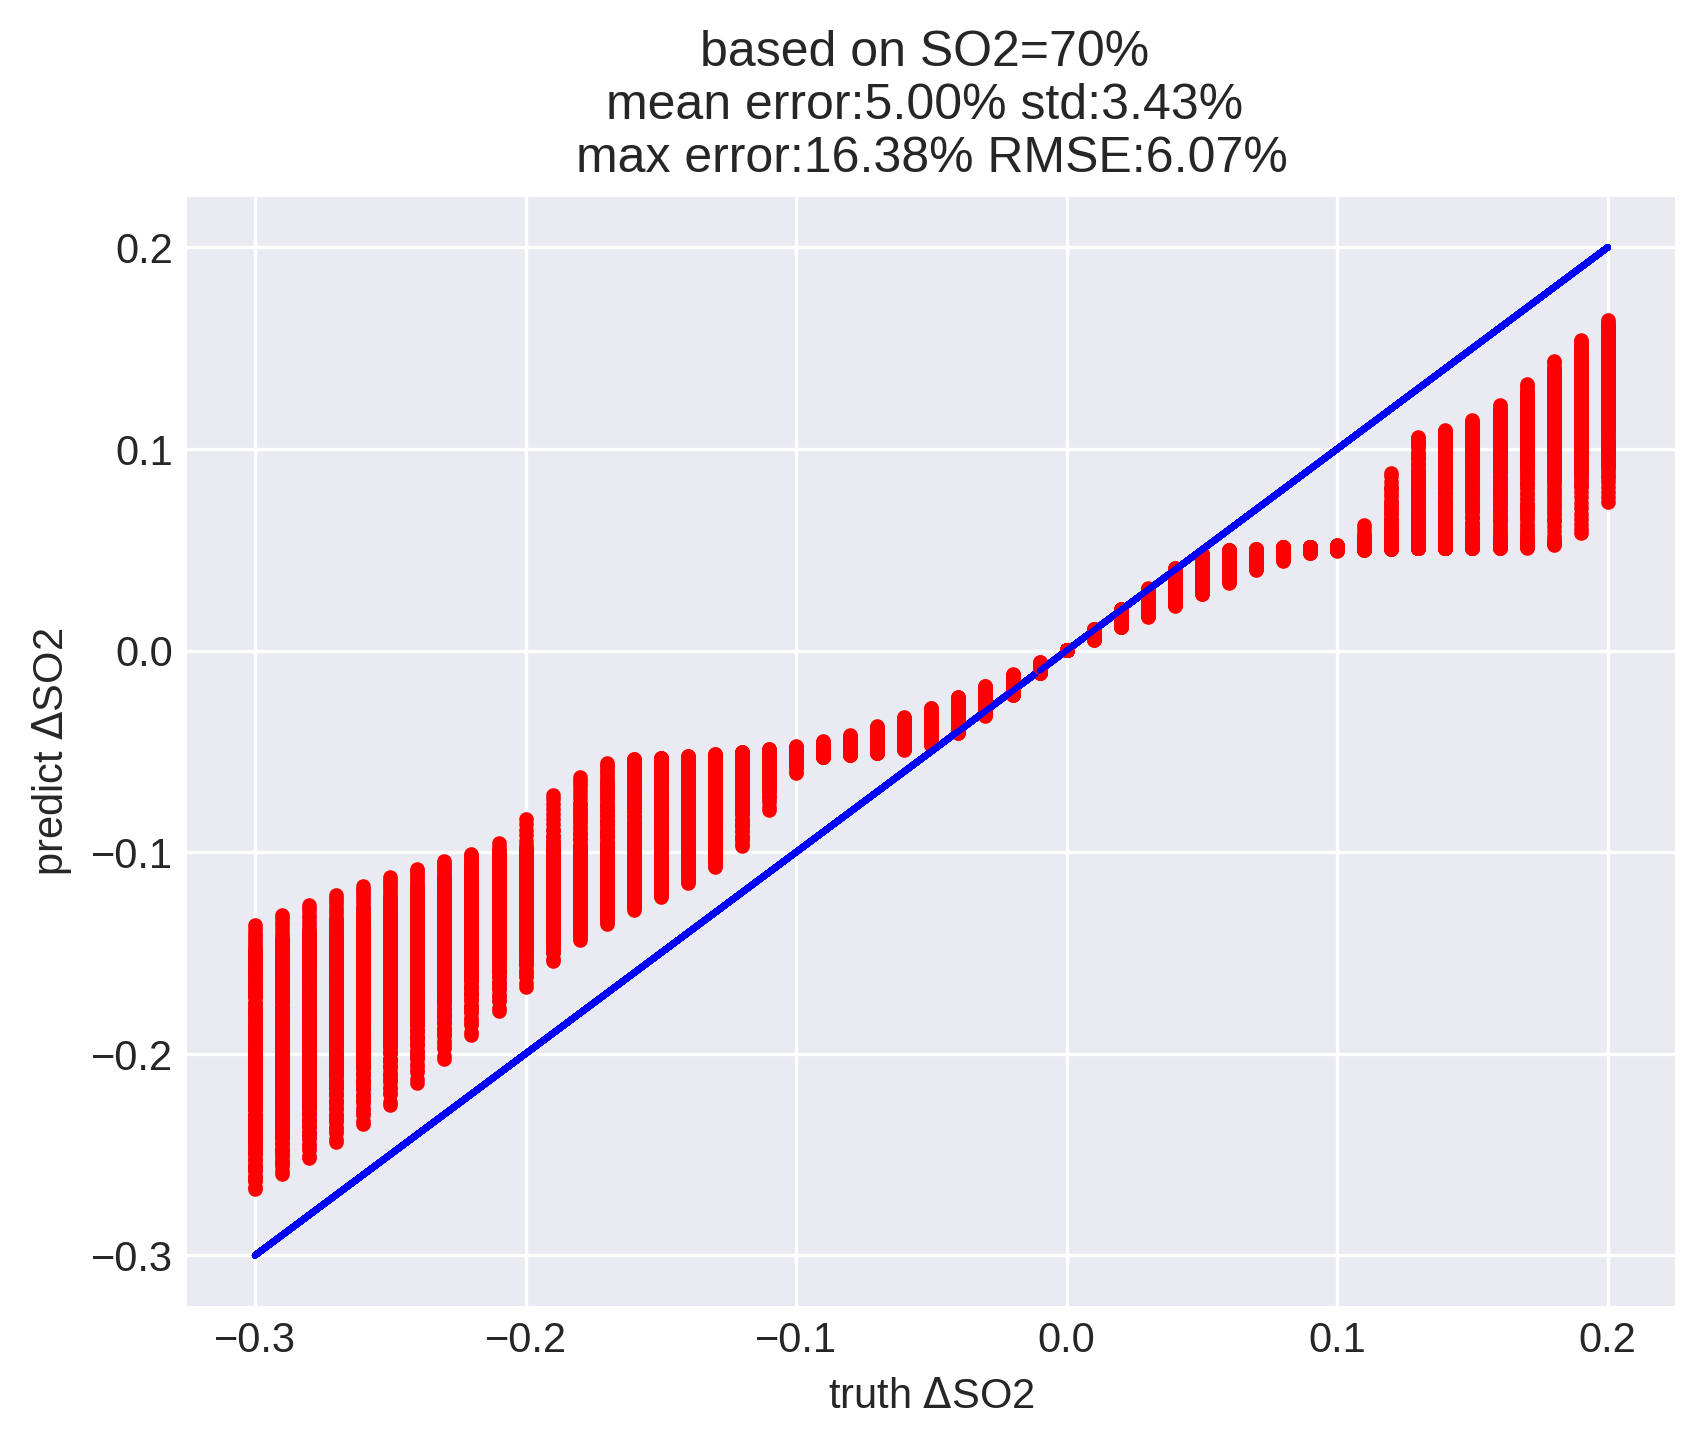 based on SO2=70%
mean error:5.00% std:3.43%
max error:16.38% RMSE:6.07%
0.2
0.1
0.0
−0.1
−0.2
−0.3
predict ΔSO2
−0.3 −0.2 −0.1 0.0 0.1 0.2
truth ΔSO2